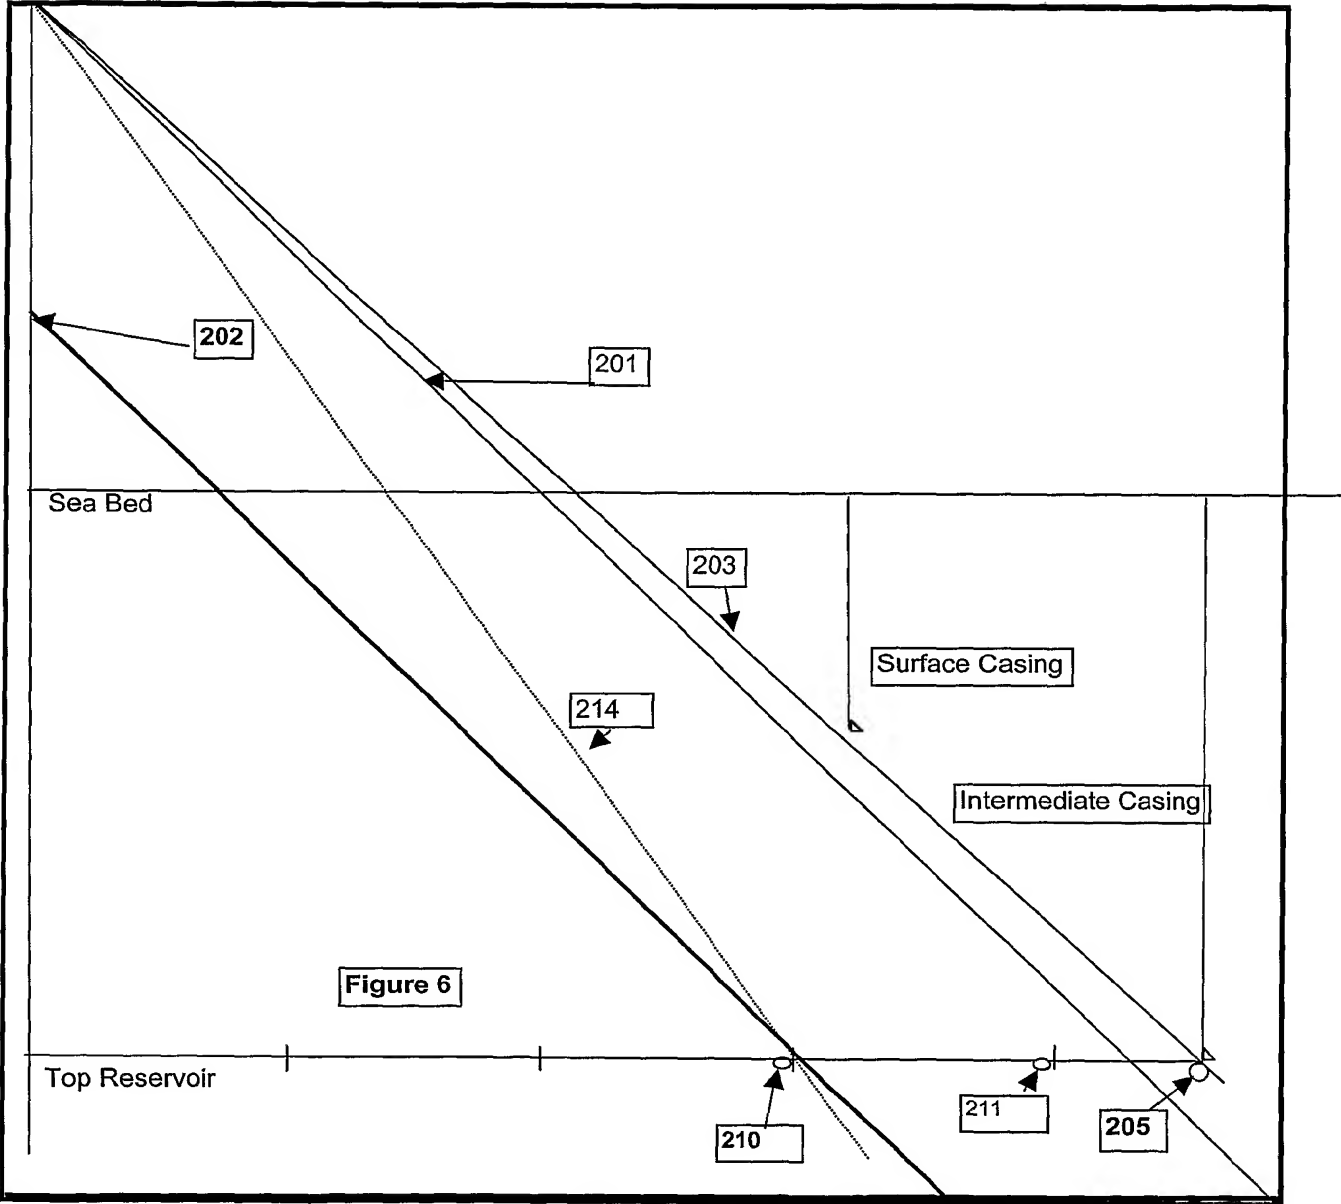 202
201
Sea Bed
203
Surface Casing
214
Intermediate Casing
Figure 6
Top Reservoir
211
205
210